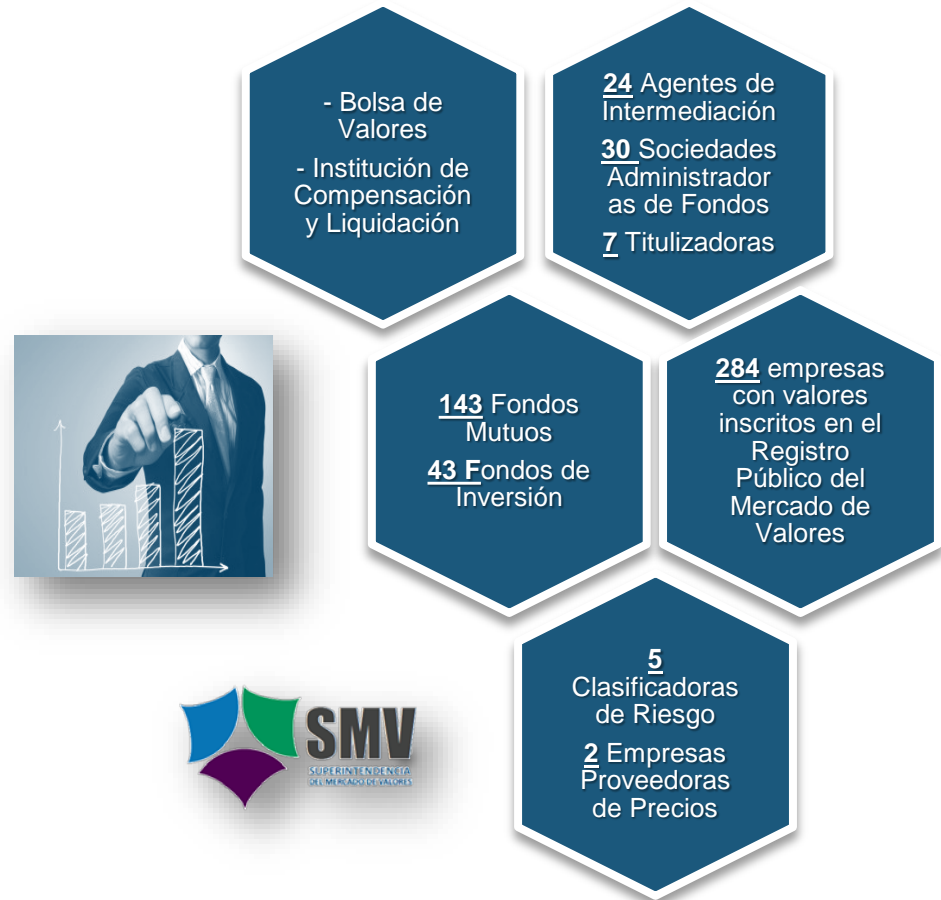 - Bolsa de
Valores
- Institución de
Compensación
y Liquidación
24 Agentes de
Intermediación
30 Sociedades
Administrador
as de Fondos
7 Titulizadoras
143 Fondos
Mutuos
43 Fondos de
Inversión
284 empresas
con valores
inscritos en el
Registro
Público del
Mercado de
Valores
5
Clasificadoras
de Riesgo
2 Empresas
Proveedoras
de Precios
SMV
SUPERINTENDENCIA
DEL MERCADO DE VALORES